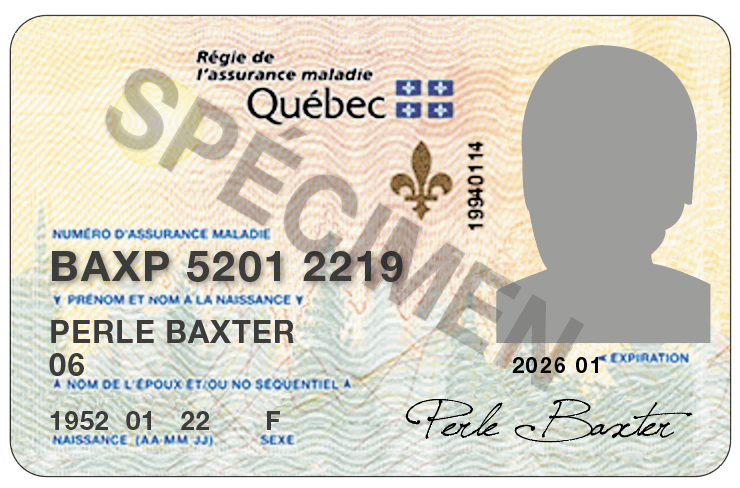 Régie de
l'assurance maladie
Québec
SPÉCIMEN
19940114
NUMÉRO D'ASSURANCE MALADIE
BAXP 5201 2219
PRÉNOM ET NOM À LA NAISSANCE
PERLE BAXTER
06
À NOM DE L'ÉPOUX ET/OU NO SÉQUENTIEL
2026 01 EXPIRATION
1952 01 22 F
NAISSANCE (AA MM JJ) SEXE
Perle Baxter